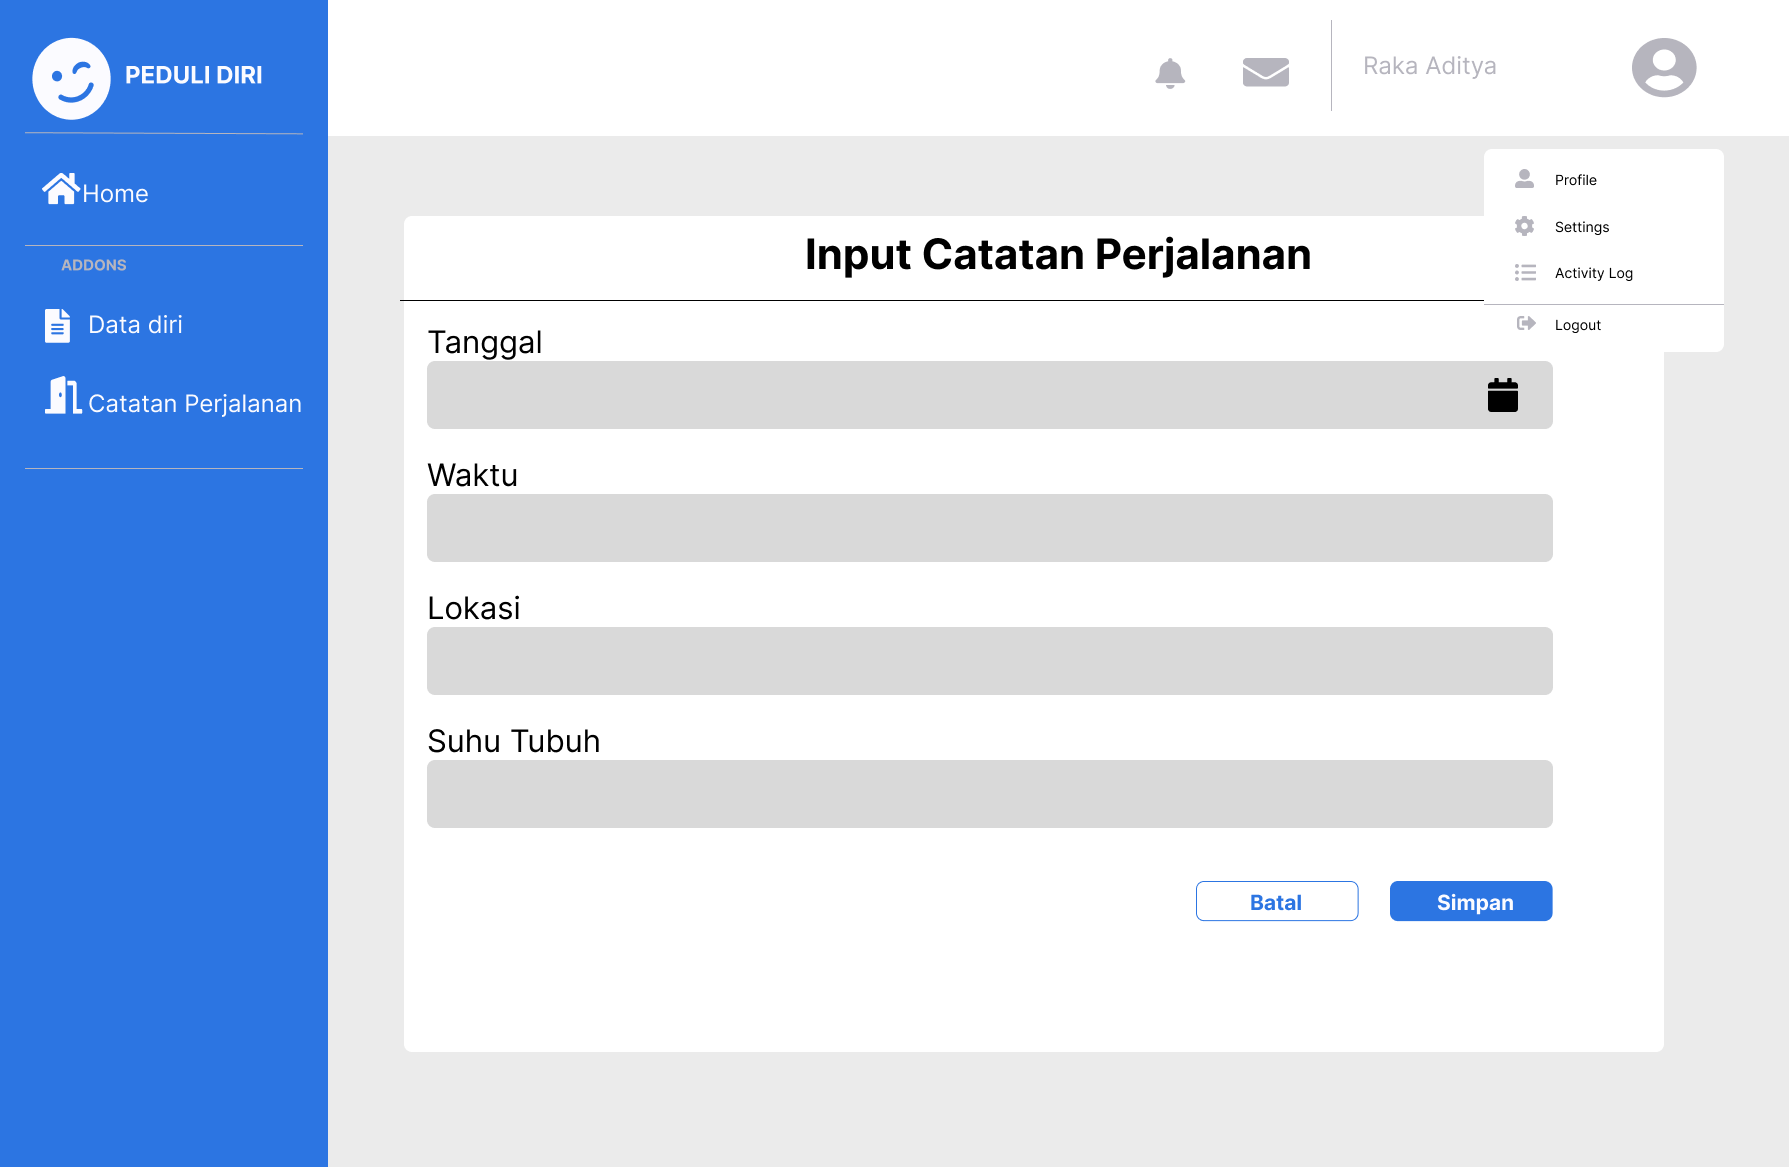 PEDULI DIRI
Home
ADDONS
Data diri
Catatan Perjalanan
Raka Aditya
Profile
Settings
Activity Log
Logout
Input Catatan Perjalanan
Tanggal
Waktu
Lokasi
Suhu Tubuh
Batal
Simpan